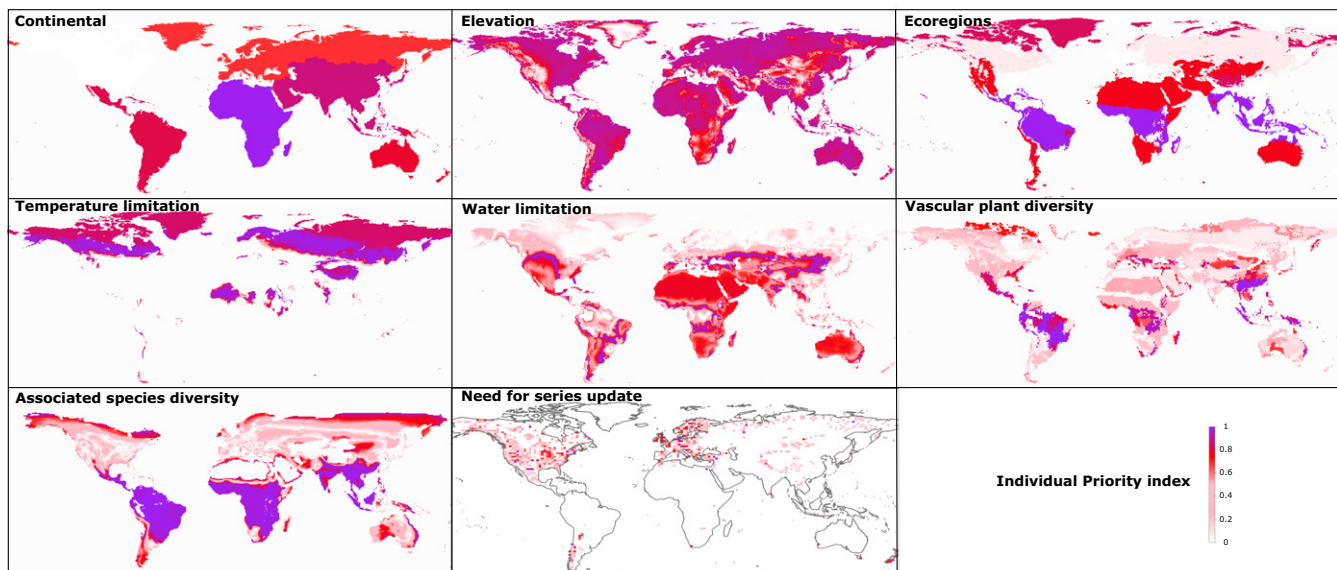 Continental
Elevation
Ecoregions
Temperature limitation
Water limitation
Vascular plant diversity
Associated species diversity
Need for series update
Individual Priority index
1
0.8
0.6
0.4
0.2
0